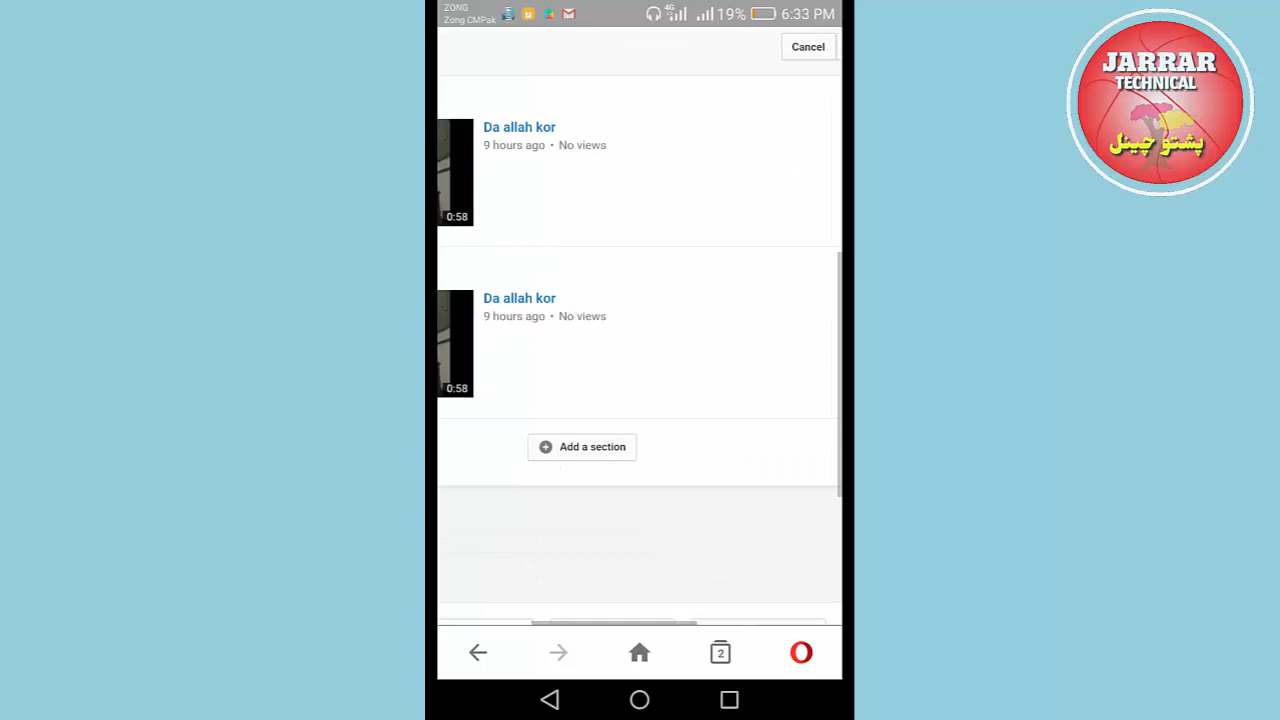 ZONG
Zong CMPak
4G
19%
6:33 PM
Cancel
Da allah kor
9 hours ago • No views
0:58
Da allah kor
9 hours ago • No views
0:58
Add a section
2
JARRAR
TECHNICAL
پشتو چینل